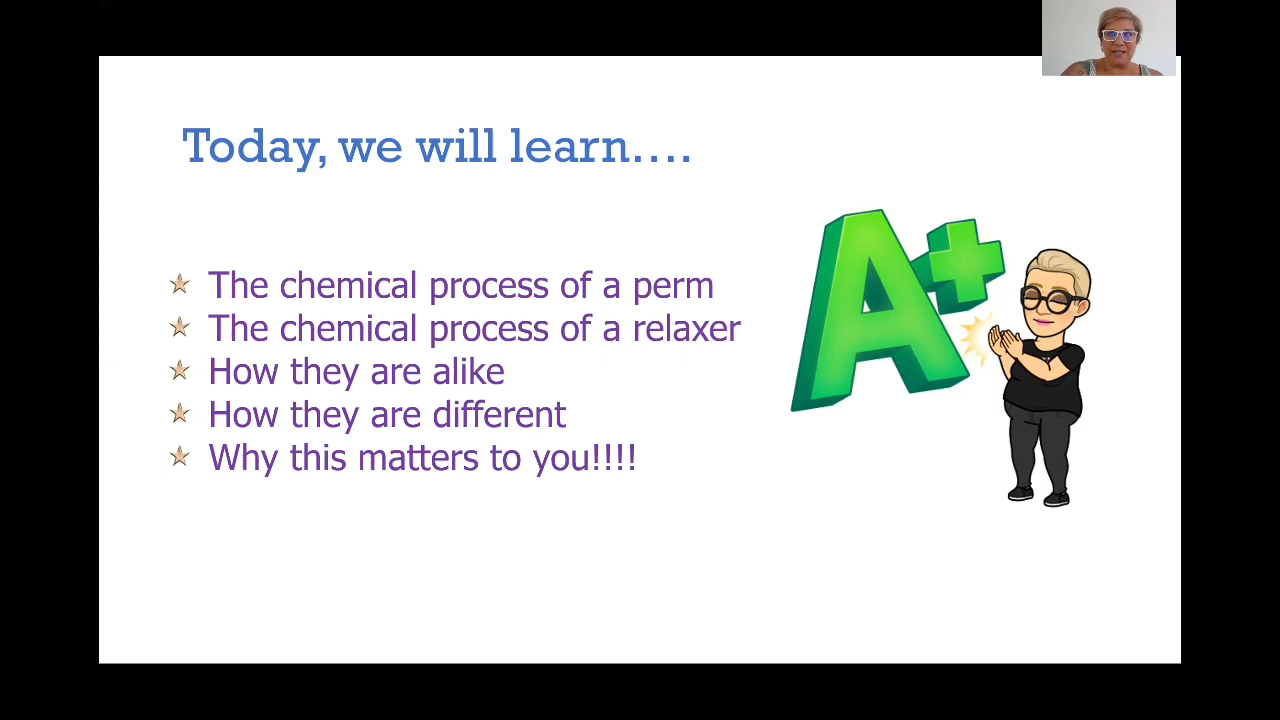 Today, we will learn….
The chemical process of a perm
The chemical process of a relaxer
How they are alike
How they are different
Why this matters to you!!!!
A+